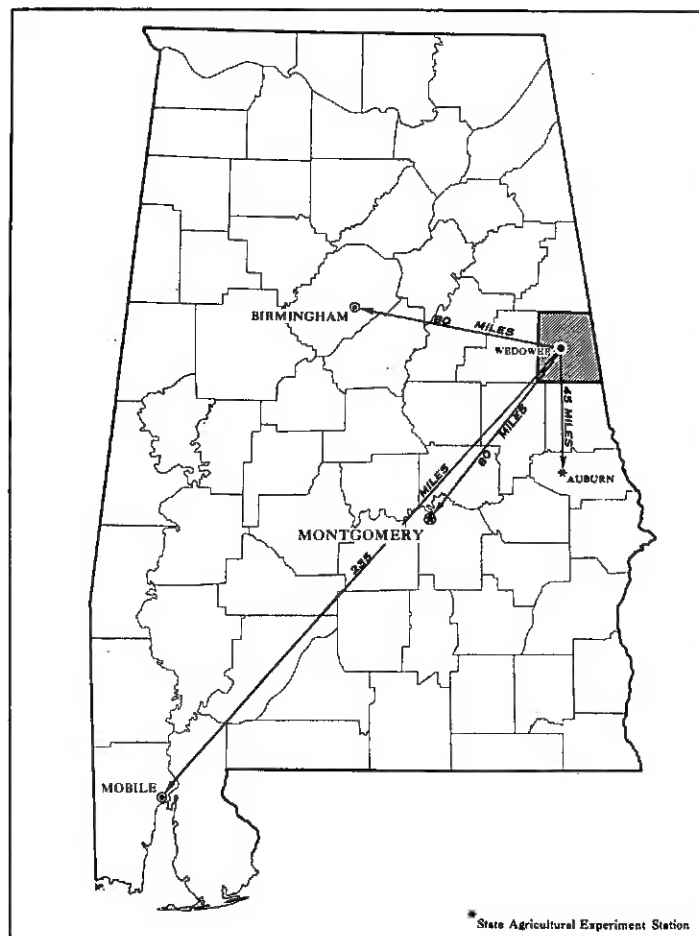 BIRMINGHAM
80 MILES
WEDOWEE
45 MILES
80 MILES
AUBURN
MONTGOMERY
235 MILES
MOBILE
* State Agricultural Experiment Station